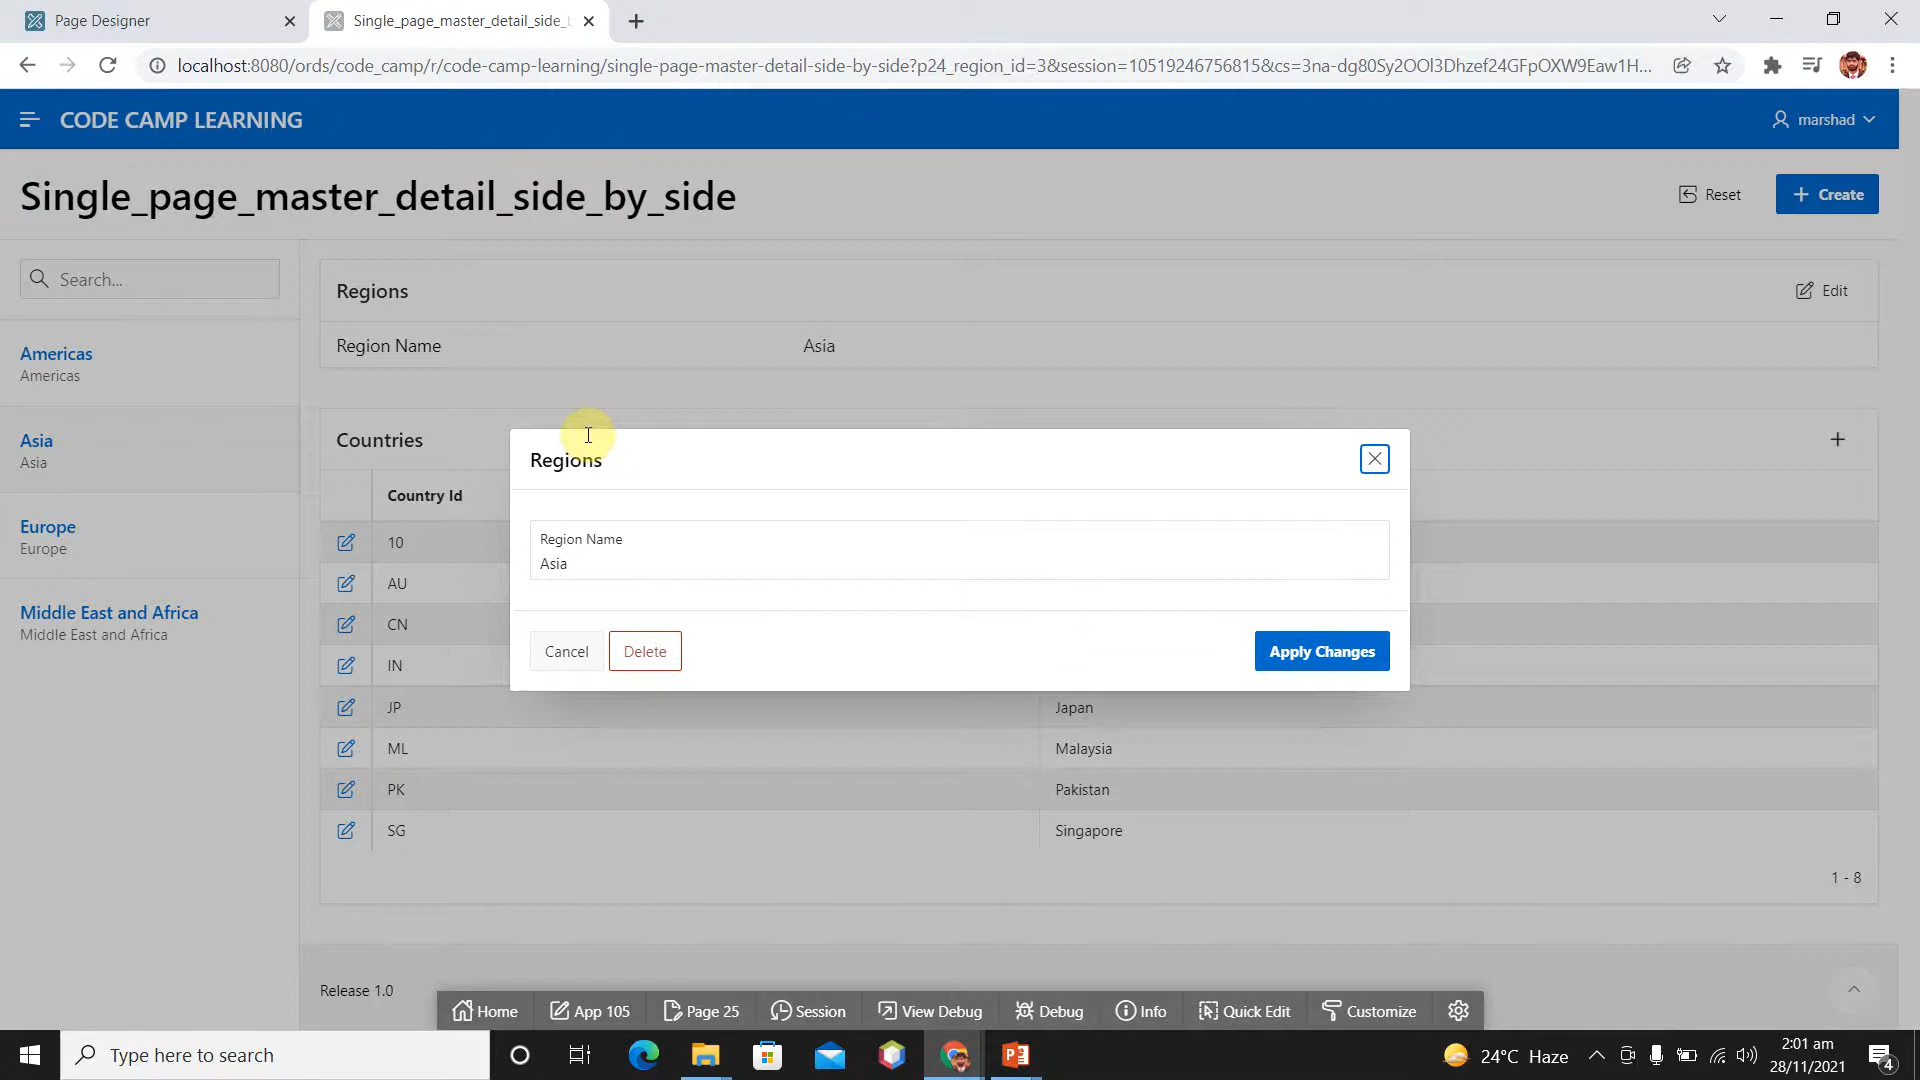 Page Designer
Single_page_master_detail_side_b
localhost:8080/ords/code_camp/r/code-camp-learning/single-page-master-detail-side-by-side?p24_region_id=3&session=10519246756815&cs=3na-dg80Sy2OOl3Dhzef24GFpOXW9Eaw1H...
CODE CAMP LEARNING
marshad
Single_page_master_detail_side_by_side
Reset
Create
Search...
Regions
Edit
Americas
Americas
Region Name
Asia
Asia
Asia
Countries
Regions
Country Id
Europe
Europe
Region Name
Asia
10
AU
CN
IN
Middle East and Africa
Middle East and Africa
Cancel
Delete
Apply Changes
JP
Japan
ML
Malaysia
PK
Pakistan
SG
Singapore
1 - 8
Release 1.0
Home
App 105
Page 25
Session
View Debug
Debug
Info
Quick Edit
Customize
Type here to search
24°C Haze
2:01 am
28/11/2021
4